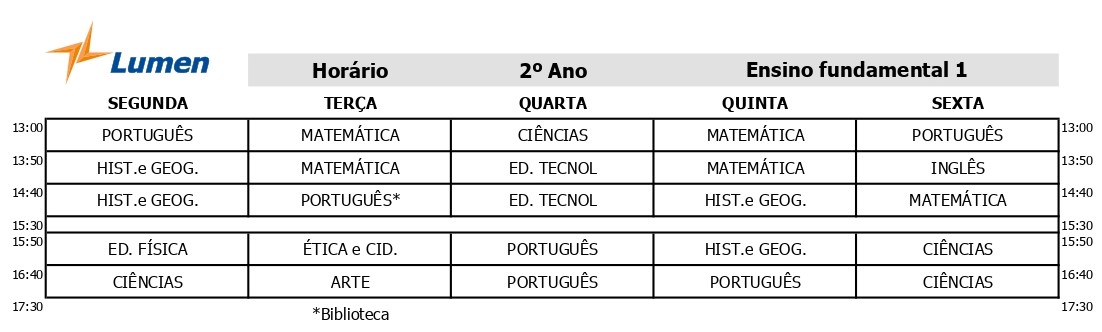 Lumen
Horário 2º Ano Ensino fundamental 1
SEGUNDA TERÇA QUARTA QUINTA SEXTA
13:00 PORTUGUÊS MATEMÁTICA CIÊNCIAS MATEMÁTICA PORTUGUÊS 13:00
13:50 HIST.e GEOG. MATEMÁTICA ED. TECNOL MATEMÁTICA INGLÊS 13:50
14:40 HIST.e GEOG. PORTUGUÊS* ED. TECNOL HIST.e GEOG. MATEMÁTICA 14:40
15:30 15:30
15:50 ED. FÍSICA ÉTICA e CID. PORTUGUÊS HIST.e GEOG. CIÊNCIAS 15:50
16:40 CIÊNCIAS ARTE PORTUGUÊS PORTUGUÊS CIÊNCIAS 16:40
17:30 *Biblioteca 17:30